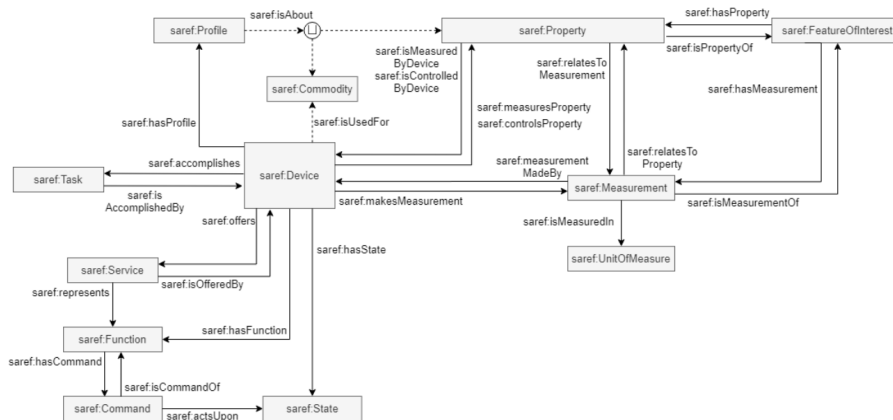 saref:isAbout
saref:Profile
⊔
saref:Property
saref:hasProperty
saref:isPropertyOf
saref:FeatureOfInterest
saref:isMeasured
ByDevice
saref:isControlled
ByDevice
saref:relatesTo
Measurement
saref:hasMeasurement
saref:Commodity
saref:measuresProperty
saref:controlsProperty
saref:hasProfile
saref:isUsedFor
saref:accomplishes
saref:Task
saref:is
AccomplishedBy
saref:Device
saref:measurement
MadeBy
saref:relatesTo
Property
saref:makesMeasurement
saref:Measurement
saref:isMeasurementOf
saref:offers
saref:isMeasuredIn
saref:hasState
saref:UnitOfMeasure
saref:Service
saref:isOfferedBy
saref:represents
saref:hasFunction
saref:Function
saref:hasCommand
saref:isCommandOf
saref:Command
saref:actsUpon
saref:State